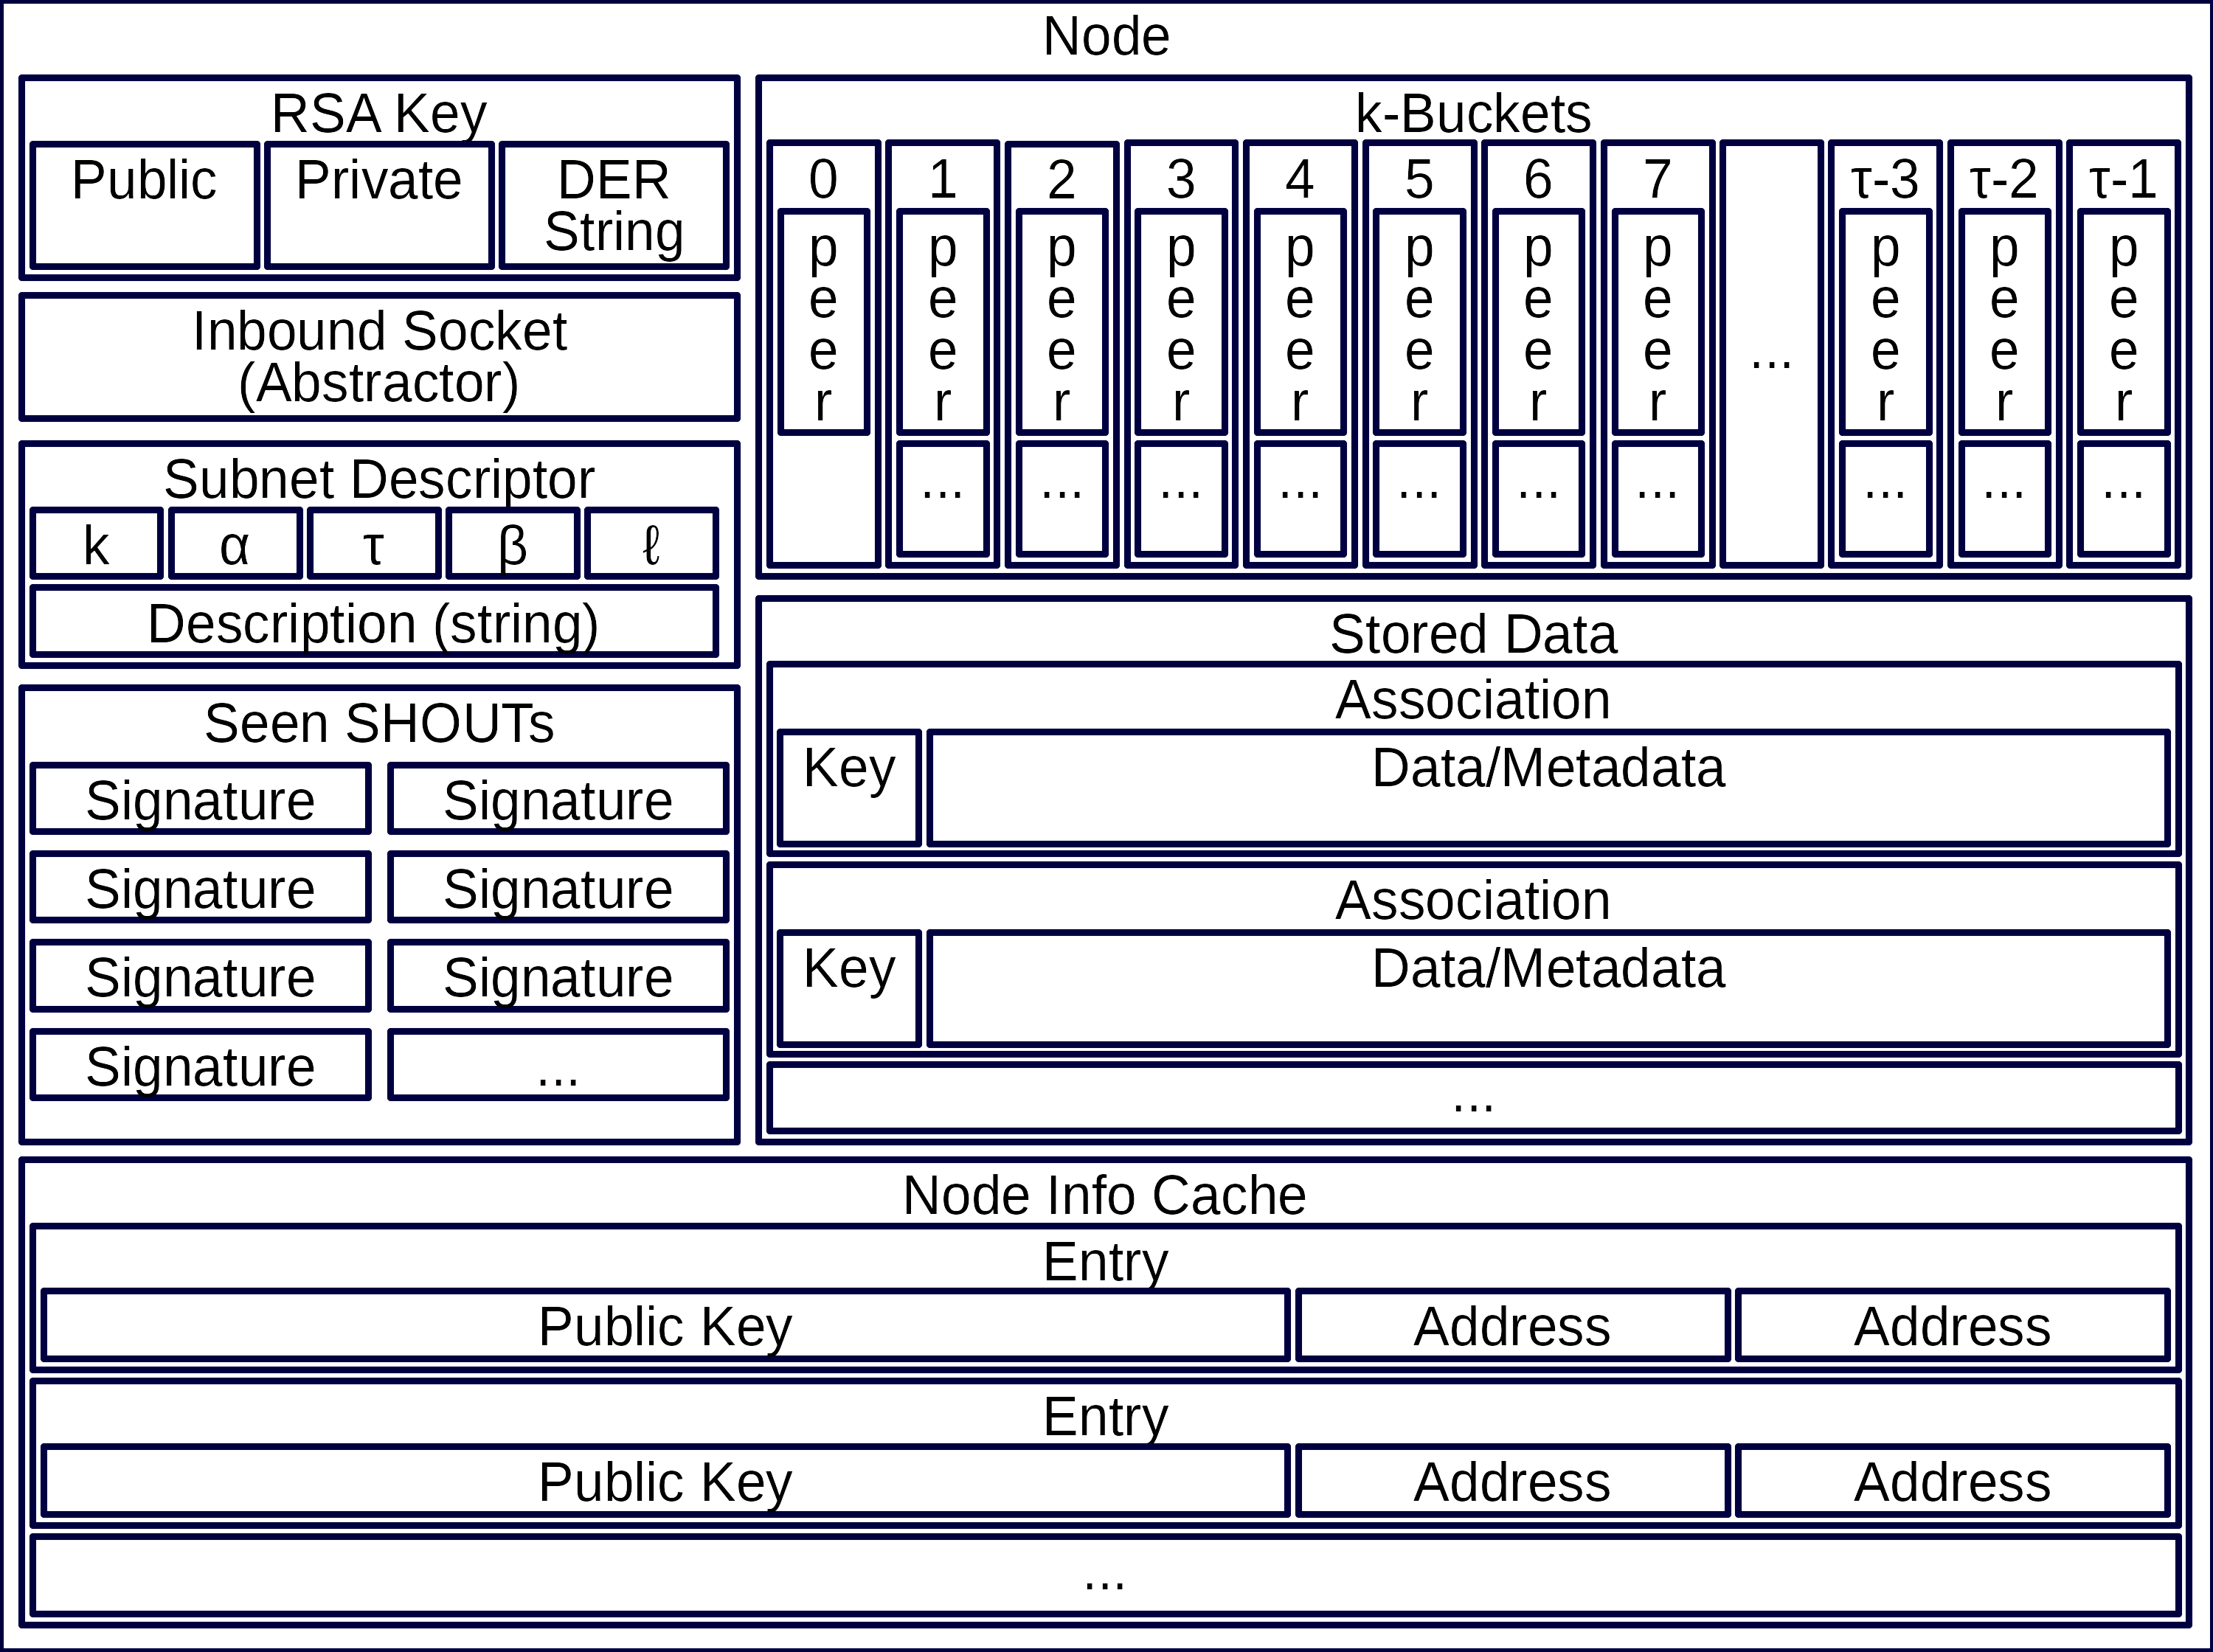 Node
RSA Key
Public Private DER
String
Inbound Socket
(Abstractor)
Subnet Descriptor
k α τ β ℓ
Description (string)
Seen SHOUTs
Signature Signature
Signature Signature
Signature Signature
Signature ...
k-Buckets
0 1 2 3 4 5 6 7 ... τ-3 τ-2 τ-1
peer peer peer peer peer peer peer peer peer peer peer
... ... ... ... ... ... ... ... ... ...
Stored Data
Association
Key Data/Metadata
Association
Key Data/Metadata
...
Node Info Cache
Entry
Public Key Address Address
Entry
Public Key Address Address
...